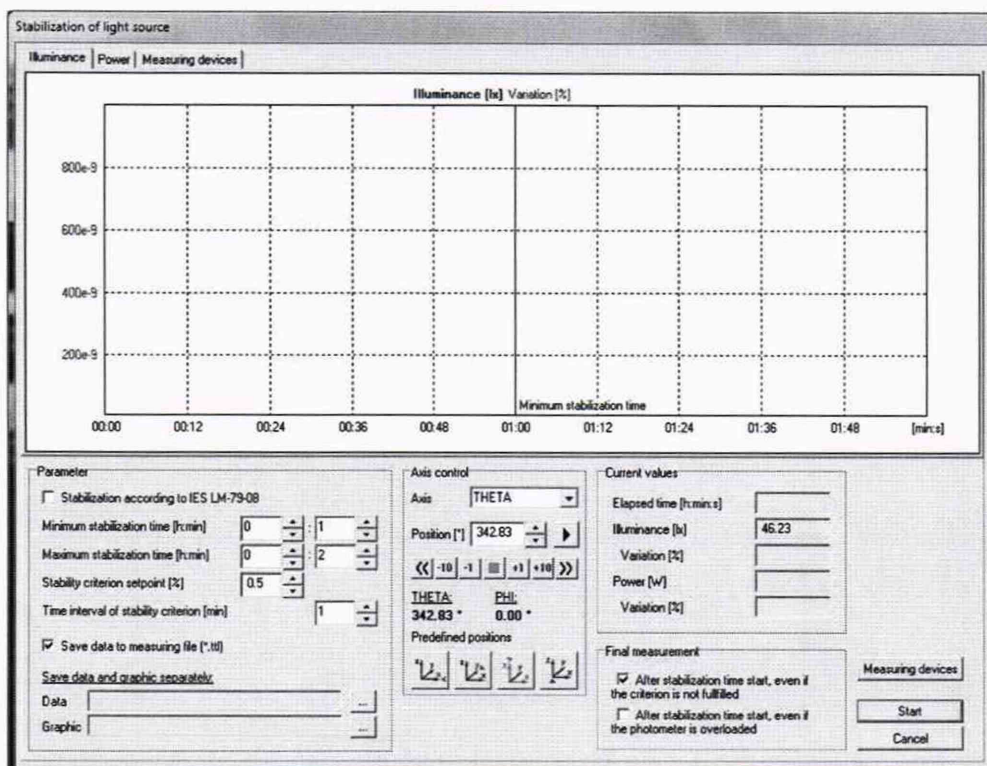 Stabilization of light source
Illuminance Power Measuring devices
Illuminance [lx] Variation [%]
800e-9
600e-9
400e-9
200e-9
Minimum stabilization time
00:00 00:12 00:24 00:36 00:48 01:00 01:12 01:24 01:36 01:48 [min:s]
Parameter
Stabilization according to IES LM-79-08
Minimum stabilization time [h:min] 0 : 1
Maximum stabilization time [h:min] 0 : 2
Stability criterion setpoint [%] 0.5
Time interval of stability criterion [min] 1
Save data to measuring file (*.ttl)
Save data and graphic separately:
Data ...
Graphic ...
Axis control
Axis THETA
Position [°] 342.83
-10 -1 +1 +10
THETA: PHI:
342.83 ° 0.00 °
Predefined positions
Current values
Elapsed time [h:min:s]
Illuminance [lx] 46.23
Variation [%]
Power [W]
Variation [%]
Final measurement
After stabilization time start, even if
the criterion is not fullfilled
After stabilization time start, even if
the photometer is overloaded
Measuring devices
Start
Cancel